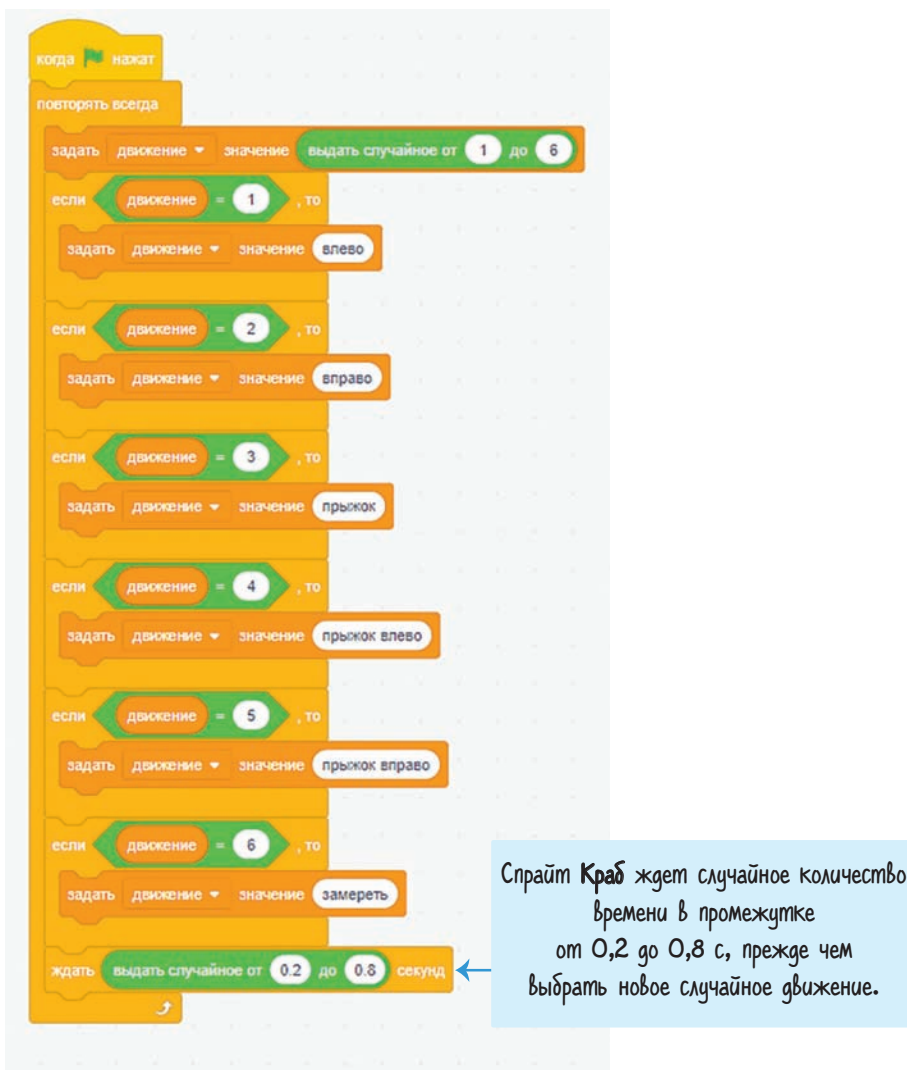 когда нажат
повторять всегда
задать движение значение выдать случайное от 1 до 6
если движение = 1 , то
задать движение значение влево
если движение = 2 , то
задать движение значение вправо
если движение = 3 , то
задать движение значение прыжок
если движение = 4 , то
задать движение значение прыжок влево
если движение = 5 , то
задать движение значение прыжок вправо
если движение = 6 , то
задать движение значение замереть
ждать выдать случайное от 0.2 до 0.8 секунд
Спрайт Краб ждет случайное количество
времени в промежутке
от 0,2 до 0,8 с, прежде чем
выбрать новое случайное движение.